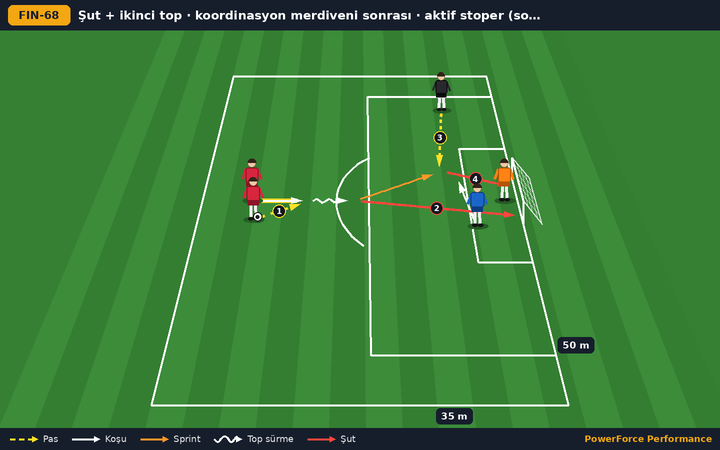 FIN-68
Şut + ikinci top · koordinasyon merdiveni sonrası · aktif stoper (so…
3
4
1
2
50 m
35 m
Pas
Koşu
Sprint
Top sürme
Şut
PowerForce Performance